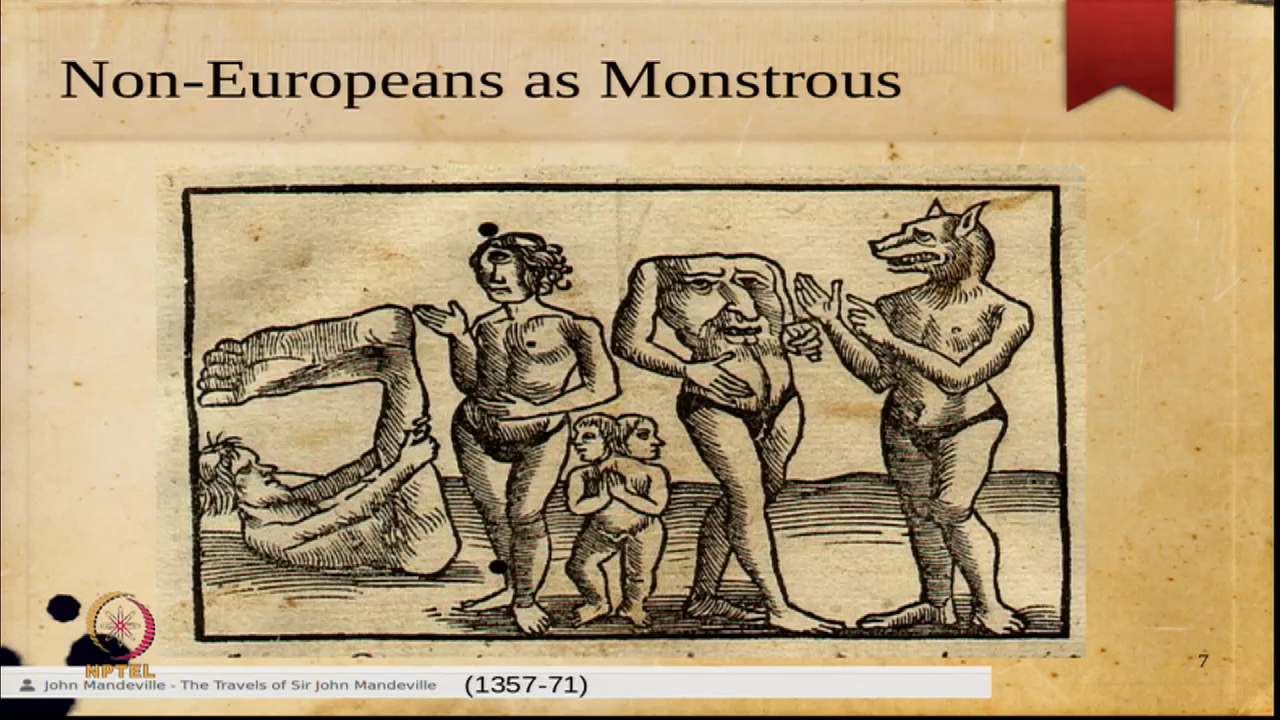 Non-Europeans as Monstrous
7
NPTEL
John Mandeville - The Travels of Sir John Mandeville (1357-71)